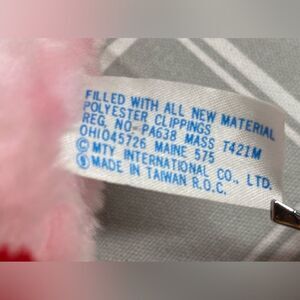 FILLED WITH ALL NEW MATERIAL
POLYESTER CLIPPINGS
REG. NO. PA638 MASS T421M
OHIO45726 MAINE 575
Ⓒ MTY INTERNATIONAL CO., LTD.
Ⓢ MADE IN TAIWAN R.O.C.